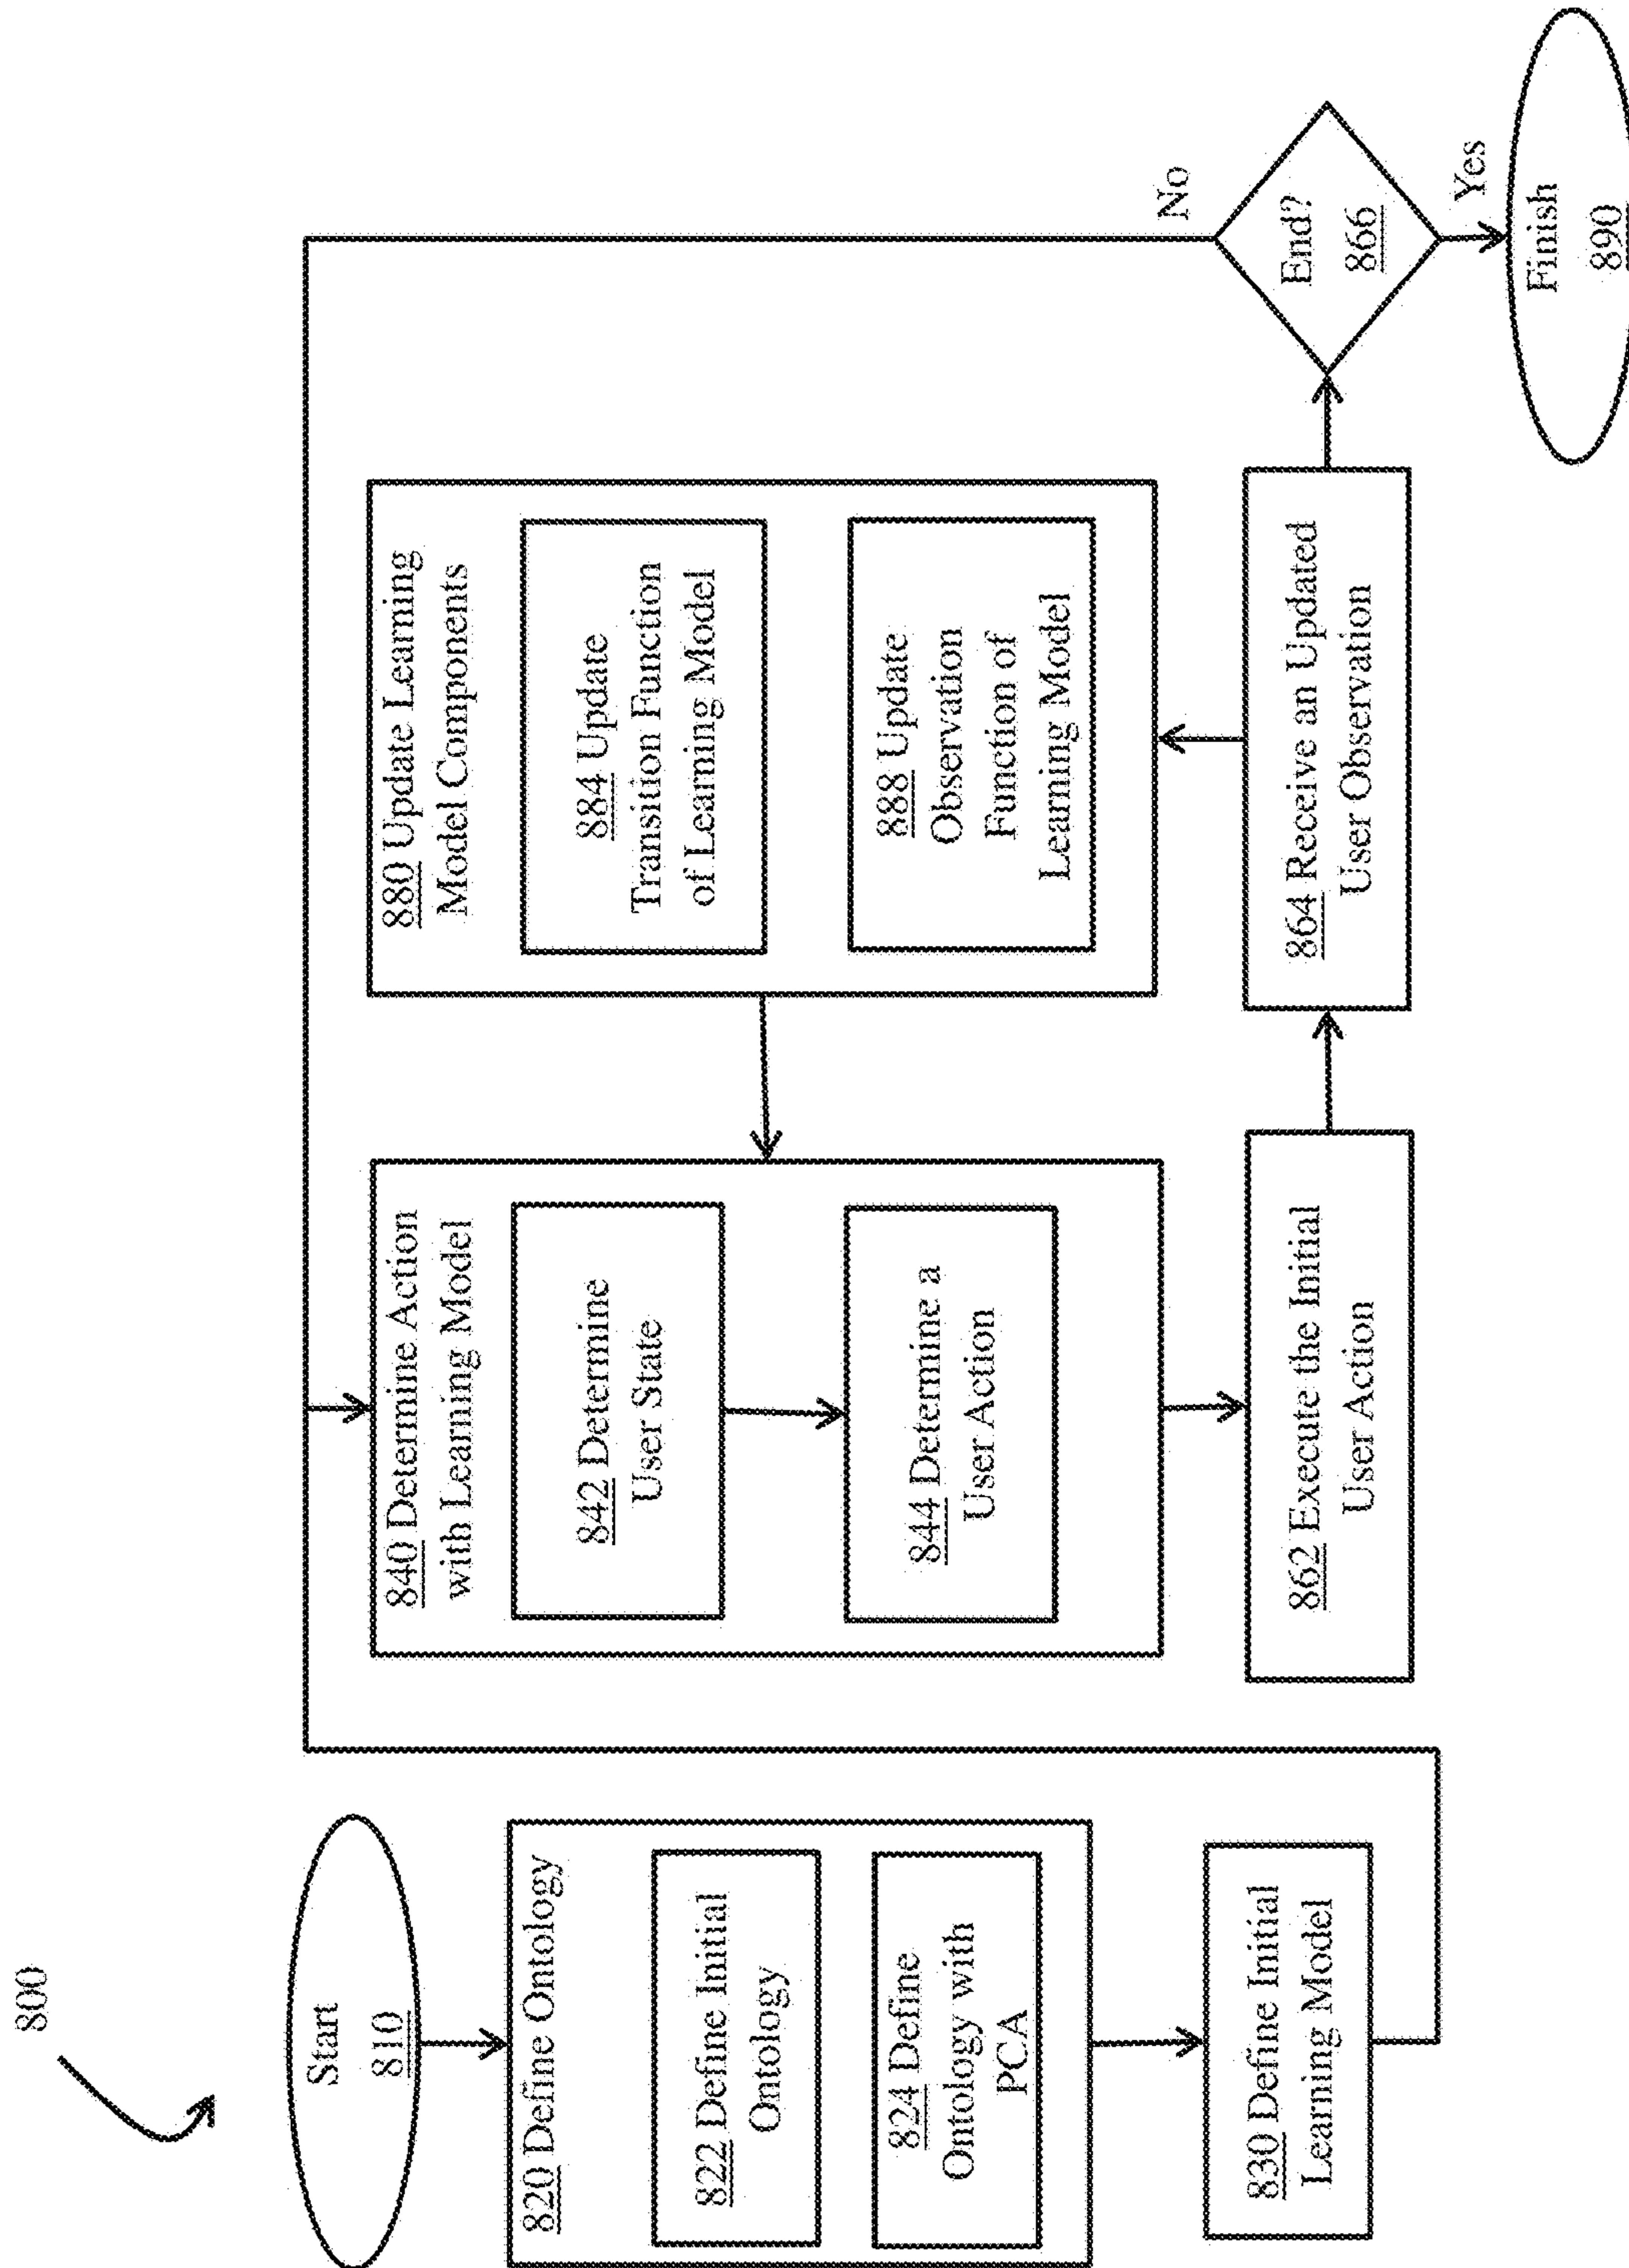 800
Start
810
820 Define Ontology
822 Define Initial
Ontology
824 Define
Ontology with
PCA
830 Define Initial
Learning Model
840 Determine Action
with Learning Model
842 Determine
User State
844 Determine a
User Action
862 Execute the Initial
User Action
880 Update Learning
Model Components
884 Update
Transition Function
of Learning Model
888 Update
Observation
Function of
Learning Model
864 Receive an Updated
User Observation
No
End?
866
Yes
Finish
890